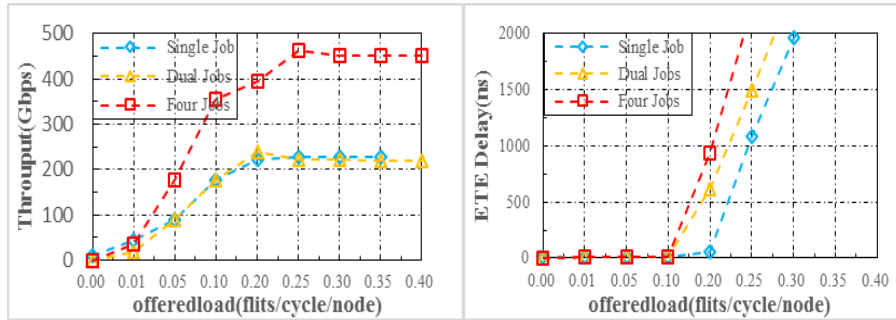 Throuput(Gbps)
500
400
300
200
100
0
Single Job
Dual Jobs
Four Jobs
0.00 0.01 0.05 0.10 0.20 0.25 0.30 0.35 0.40
offeredload(flits/cycle/node)
ETE Delay(ns)
2000
1500
1000
500
0
Single Job
Dual Jobs
Four Jobs
0.00 0.01 0.05 0.10 0.20 0.25 0.30 0.40
offeredload(flits/cycle/node)